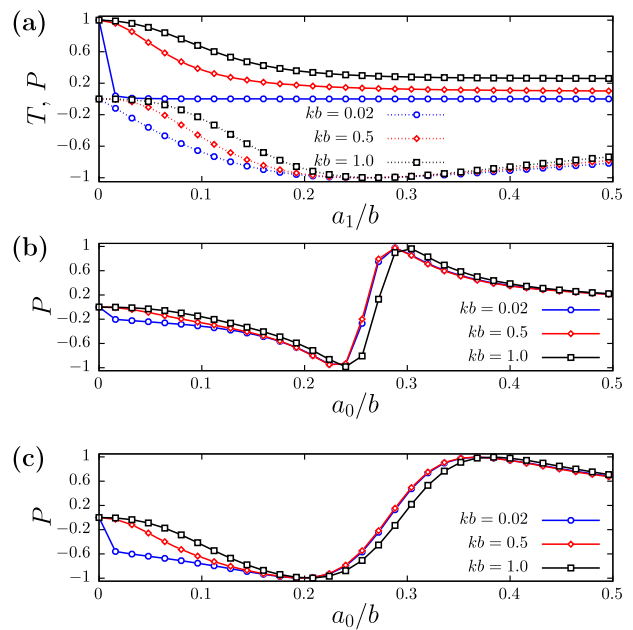 (a)
T, P
1
0.6
0.2
−0.2
−0.6
−1
kb = 0.02
kb = 0.5
kb = 1.0
0 0.1 0.2 0.3 0.4 0.5
a₁/b
(b)
P
1
0.6
0.2
−0.2
−0.6
−1
kb = 0.02
kb = 0.5
kb = 1.0
0 0.1 0.2 0.3 0.4 0.5
a₀/b
(c)
P
1
0.6
0.2
−0.2
−0.6
−1
kb = 0.02
kb = 0.5
kb = 1.0
0 0.1 0.2 0.3 0.4 0.5
a₀/b